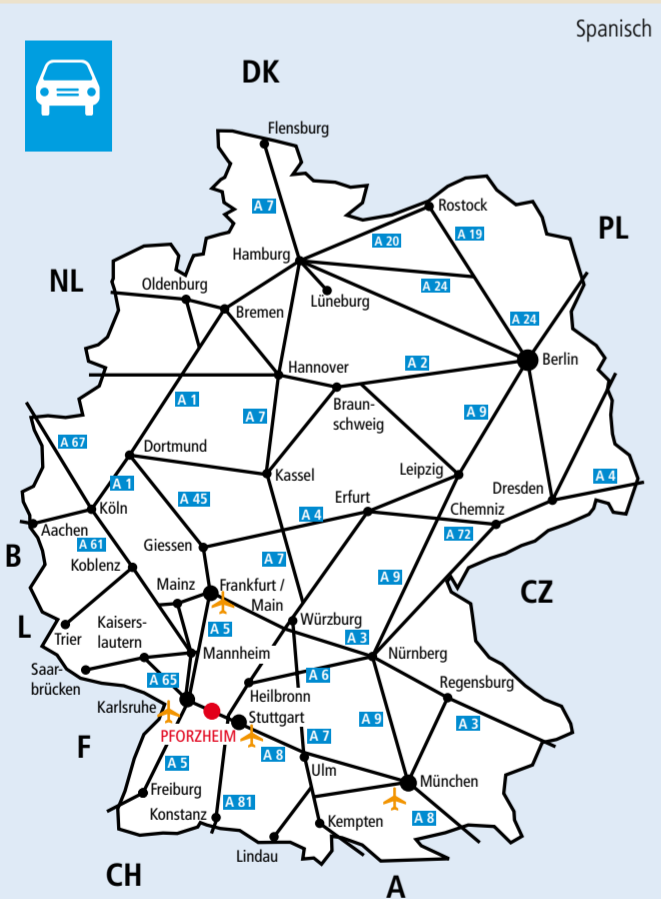 Spanisch
DK
Flensburg
A 7
Rostock
A 20
A 19
PL
Hamburg
NL
Oldenburg
A 24
Lüneburg
Bremen
A 24
Berlin
Hannover
A 2
A 1
A 7
Braun-
schweig
A 9
A 67
Dortmund
Kassel
Leipzig
A 4
A 1
A 45
Erfurt
Dresden
Köln
Chemniz
A 4
A 72
Aachen
A 61
Giessen
B
Koblenz
A 7
A 9
Mainz
Frankfurt /
Main
CZ
L
Trier
Kaisers-
lautern
A 5
Würzburg
A 3
Mannheim
Nürnberg
Saar-
brücken
A 65
A 6
Regensburg
Heilbronn
Karlsruhe
Stuttgart
A 9
A 3
F
PFORZHEIM
A 7
A 8
A 5
Ulm
München
Freiburg
A 81
Konstanz
Kempten
A 8
Lindau
CH
A